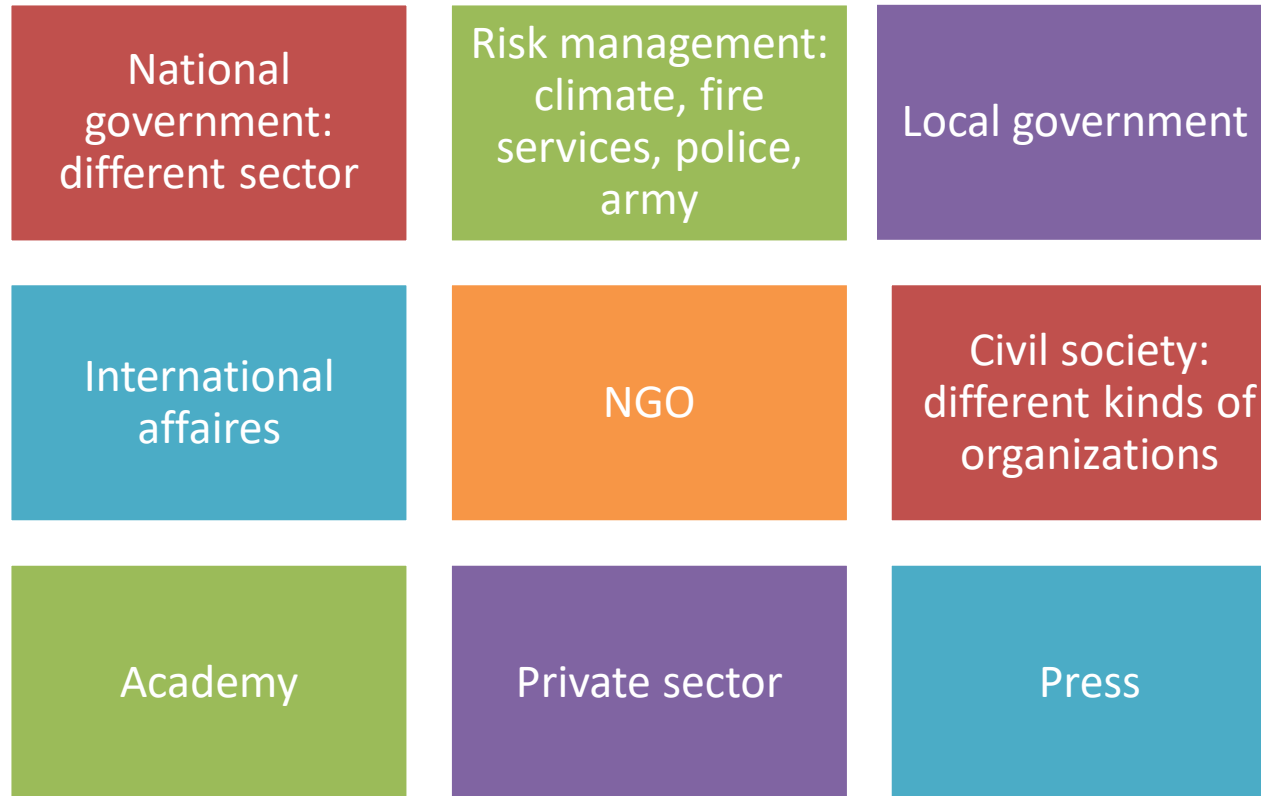 National
government:
different sector
Risk management:
climate, fire
services, police,
army
Local government
International
affaires
NGO
Civil society:
different kinds of
organizations
Academy
Private sector
Press